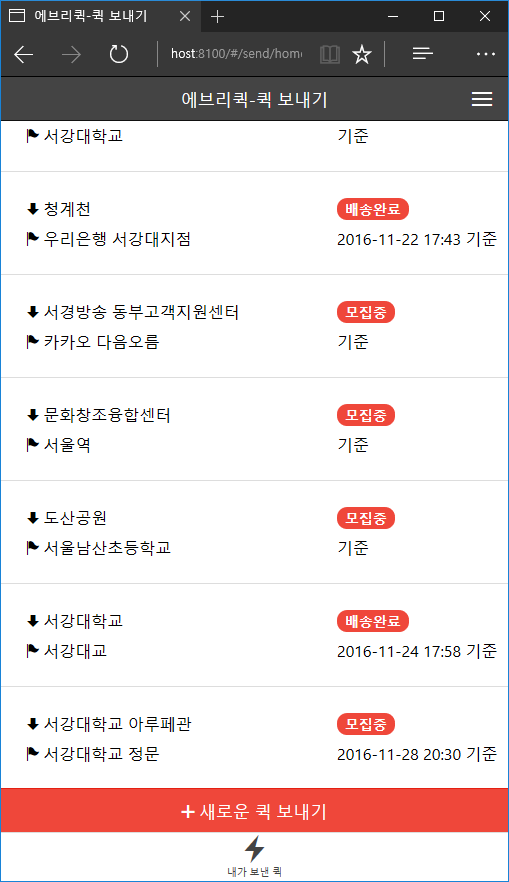 에브리퀵-퀵 보내기
host:8100/#/send/home
에브리퀵-퀵 보내기
서강대학교 기준
청계천 배송완료
우리은행 서강대지점 2016-11-22 17:43 기준
서경방송 동부고객지원센터 모집중
카카오 다음오름 기준
문화창조융합센터 모집중
서울역 기준
도산공원 모집중
서울남산초등학교 기준
서강대학교 배송완료
서강대교 2016-11-24 17:58 기준
서강대학교 아루페관 모집중
서강대학교 정문 2016-11-28 20:30 기준
+ 새로운 퀵 보내기
내가 보낸 퀵